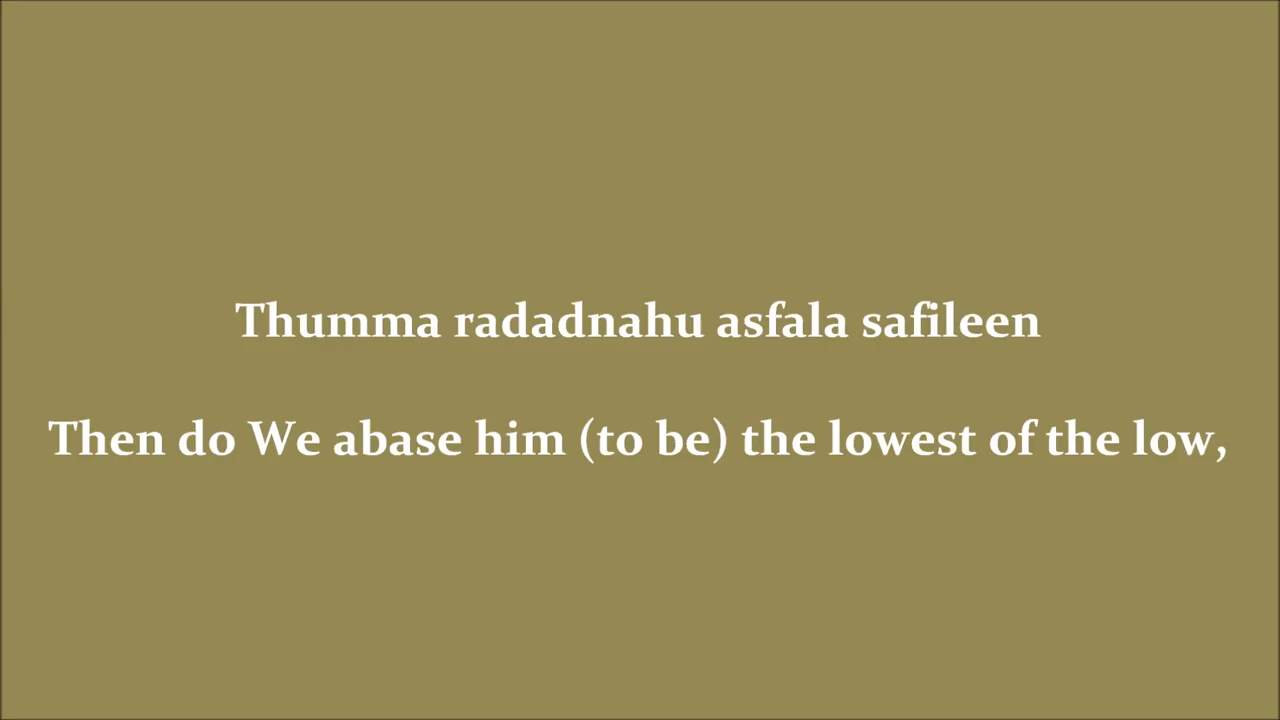 Thumma radadnahu asfala safileen
Then do We abase him (to be) the lowest of the low,